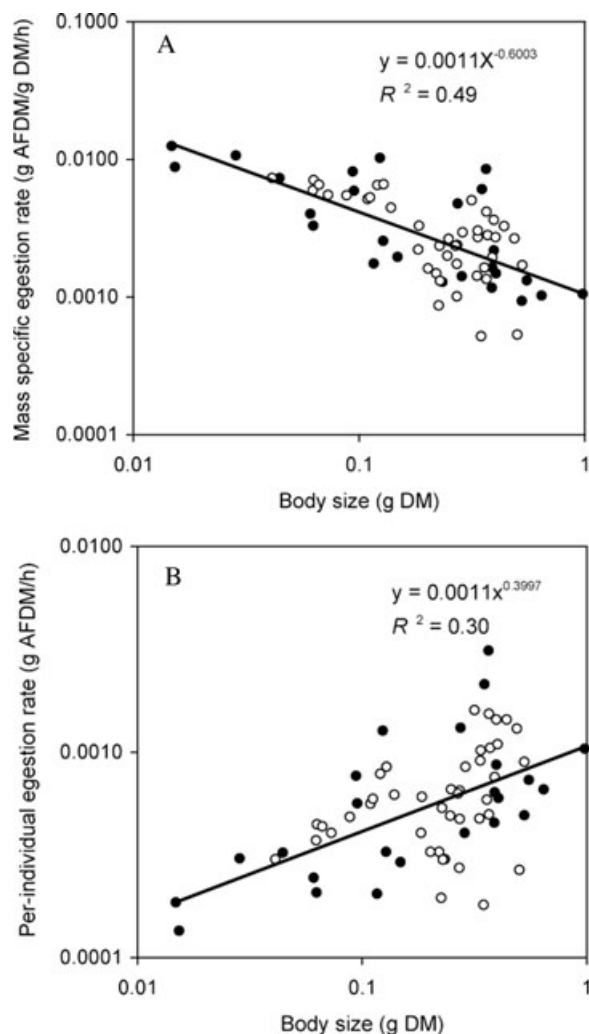 0.1000
A
y = 0.0011X^-0.6003
R² = 0.49
0.0100
0.0010
0.0001
Mass specific egestion rate (g AFDM/g DM/h)
0.01 0.1 1
Body size (g DM)
0.0100
B
y = 0.0011x^0.3997
R² = 0.30
0.0010
0.0001
Per-individual egestion rate (g AFDM/h)
0.01 0.1 1
Body size (g DM)